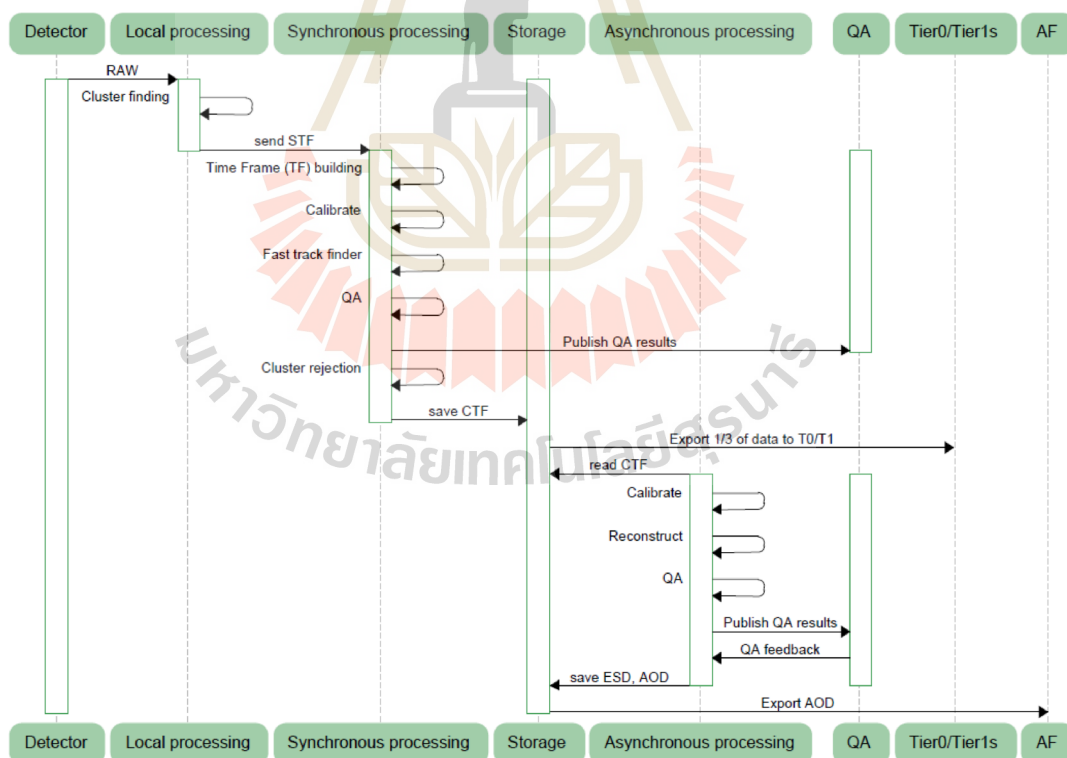 Detector Local processing Synchronous processing Storage Asynchronous processing QA Tier0/Tier1s AF
RAW
Cluster finding
send STF
Time Frame (TF) building
Calibrate
Fast track finder
QA
Publish QA results
Cluster rejection
save CTF
Export 1/3 of data to T0/T1
read CTF
Calibrate
Reconstruct
QA
Publish QA results
QA feedback
save ESD, AOD
Export AOD
Detector Local processing Synchronous processing Storage Asynchronous processing QA Tier0/Tier1s AF
มหาวิทยาลัยเทคโนโลยีสุรนารี